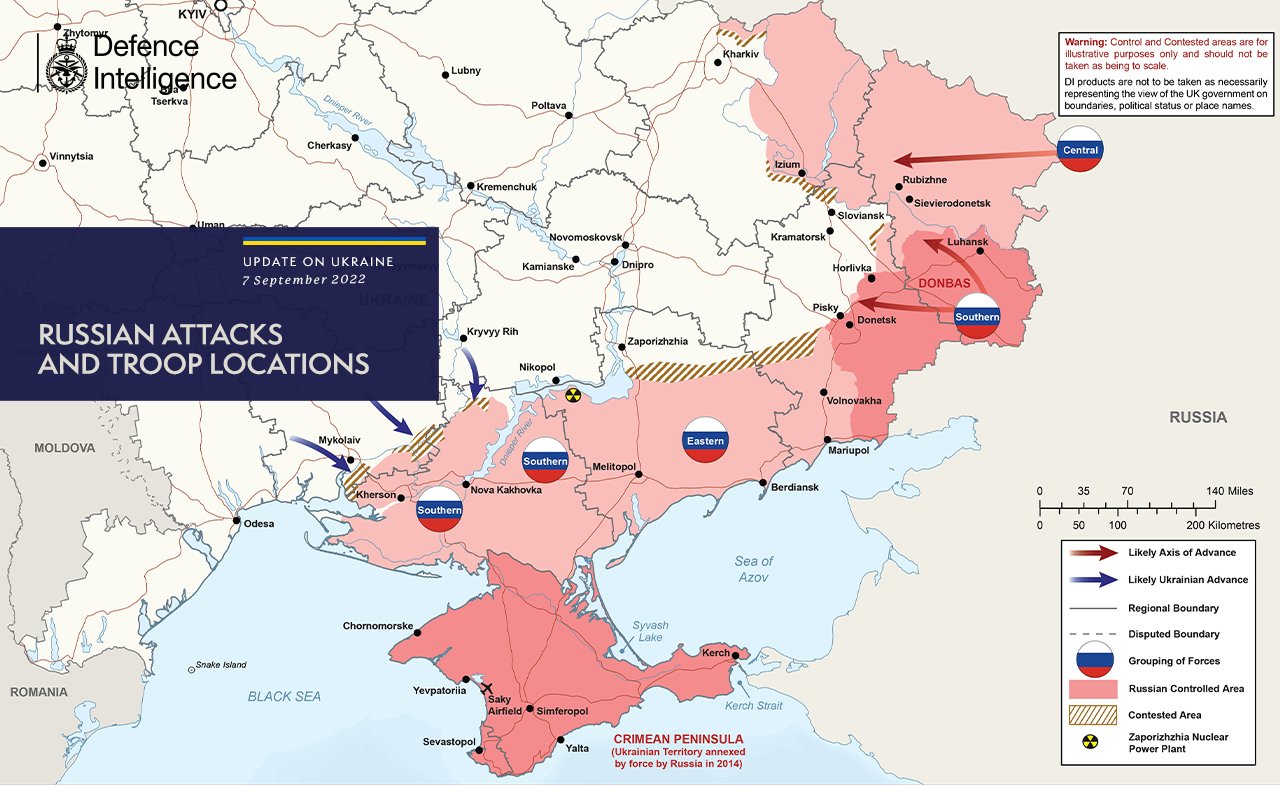 KYIV
Zhytomyr
Defence
Intelligence
Tserkva
Lubny
Kharkiv
Warning: Control and Contested areas are for
illustrative purposes only and should not be
taken as being to scale.
DI products are not to be taken as necessarily
representing the view of the UK government on
boundaries, political status or place names.
Dnieper River
Poltava
Cherkasy
Vinnytsia
Kremenchuk
Izium
Central
Rubizhne
Sievierodonetsk
Sloviansk
Uman
Kramatorsk
Novomoskovsk
Luhansk
UPDATE ON UKRAINE
7 September 2022
Kamianske
Dnipro
Horlivka
DONBAS
UKRAINE
RUSSIAN ATTACKS
AND TROOP LOCATIONS
Kryvyy Rih
Zaporizhzhia
Pisky
Donetsk
Southern
Nikopol
Volnovakha
RUSSIA
MOLDOVA
Mykolaiv
Dnieper River
Eastern
Mariupol
Southern
Melitopol
Kherson
Nova Kakhovka
Berdiansk
Southern
Odesa
0 35 70 140 Miles
0 50 100 200 Kilometres
Sea of
Azov
Likely Axis of Advance
Likely Ukrainian Advance
Regional Boundary
Disputed Boundary
Grouping of Forces
Russian Controlled Area
Contested Area
Zaporizhzhia Nuclear
Power Plant
Chornomorske
Syvash
Lake
Kerch
Snake Island
ROMANIA
BLACK SEA
Yevpatoriia
Saky
Airfield
Simferopol
Kerch Strait
Sevastopol
Yalta
CRIMEAN PENINSULA
(Ukrainian Territory annexed
by force by Russia in 2014)